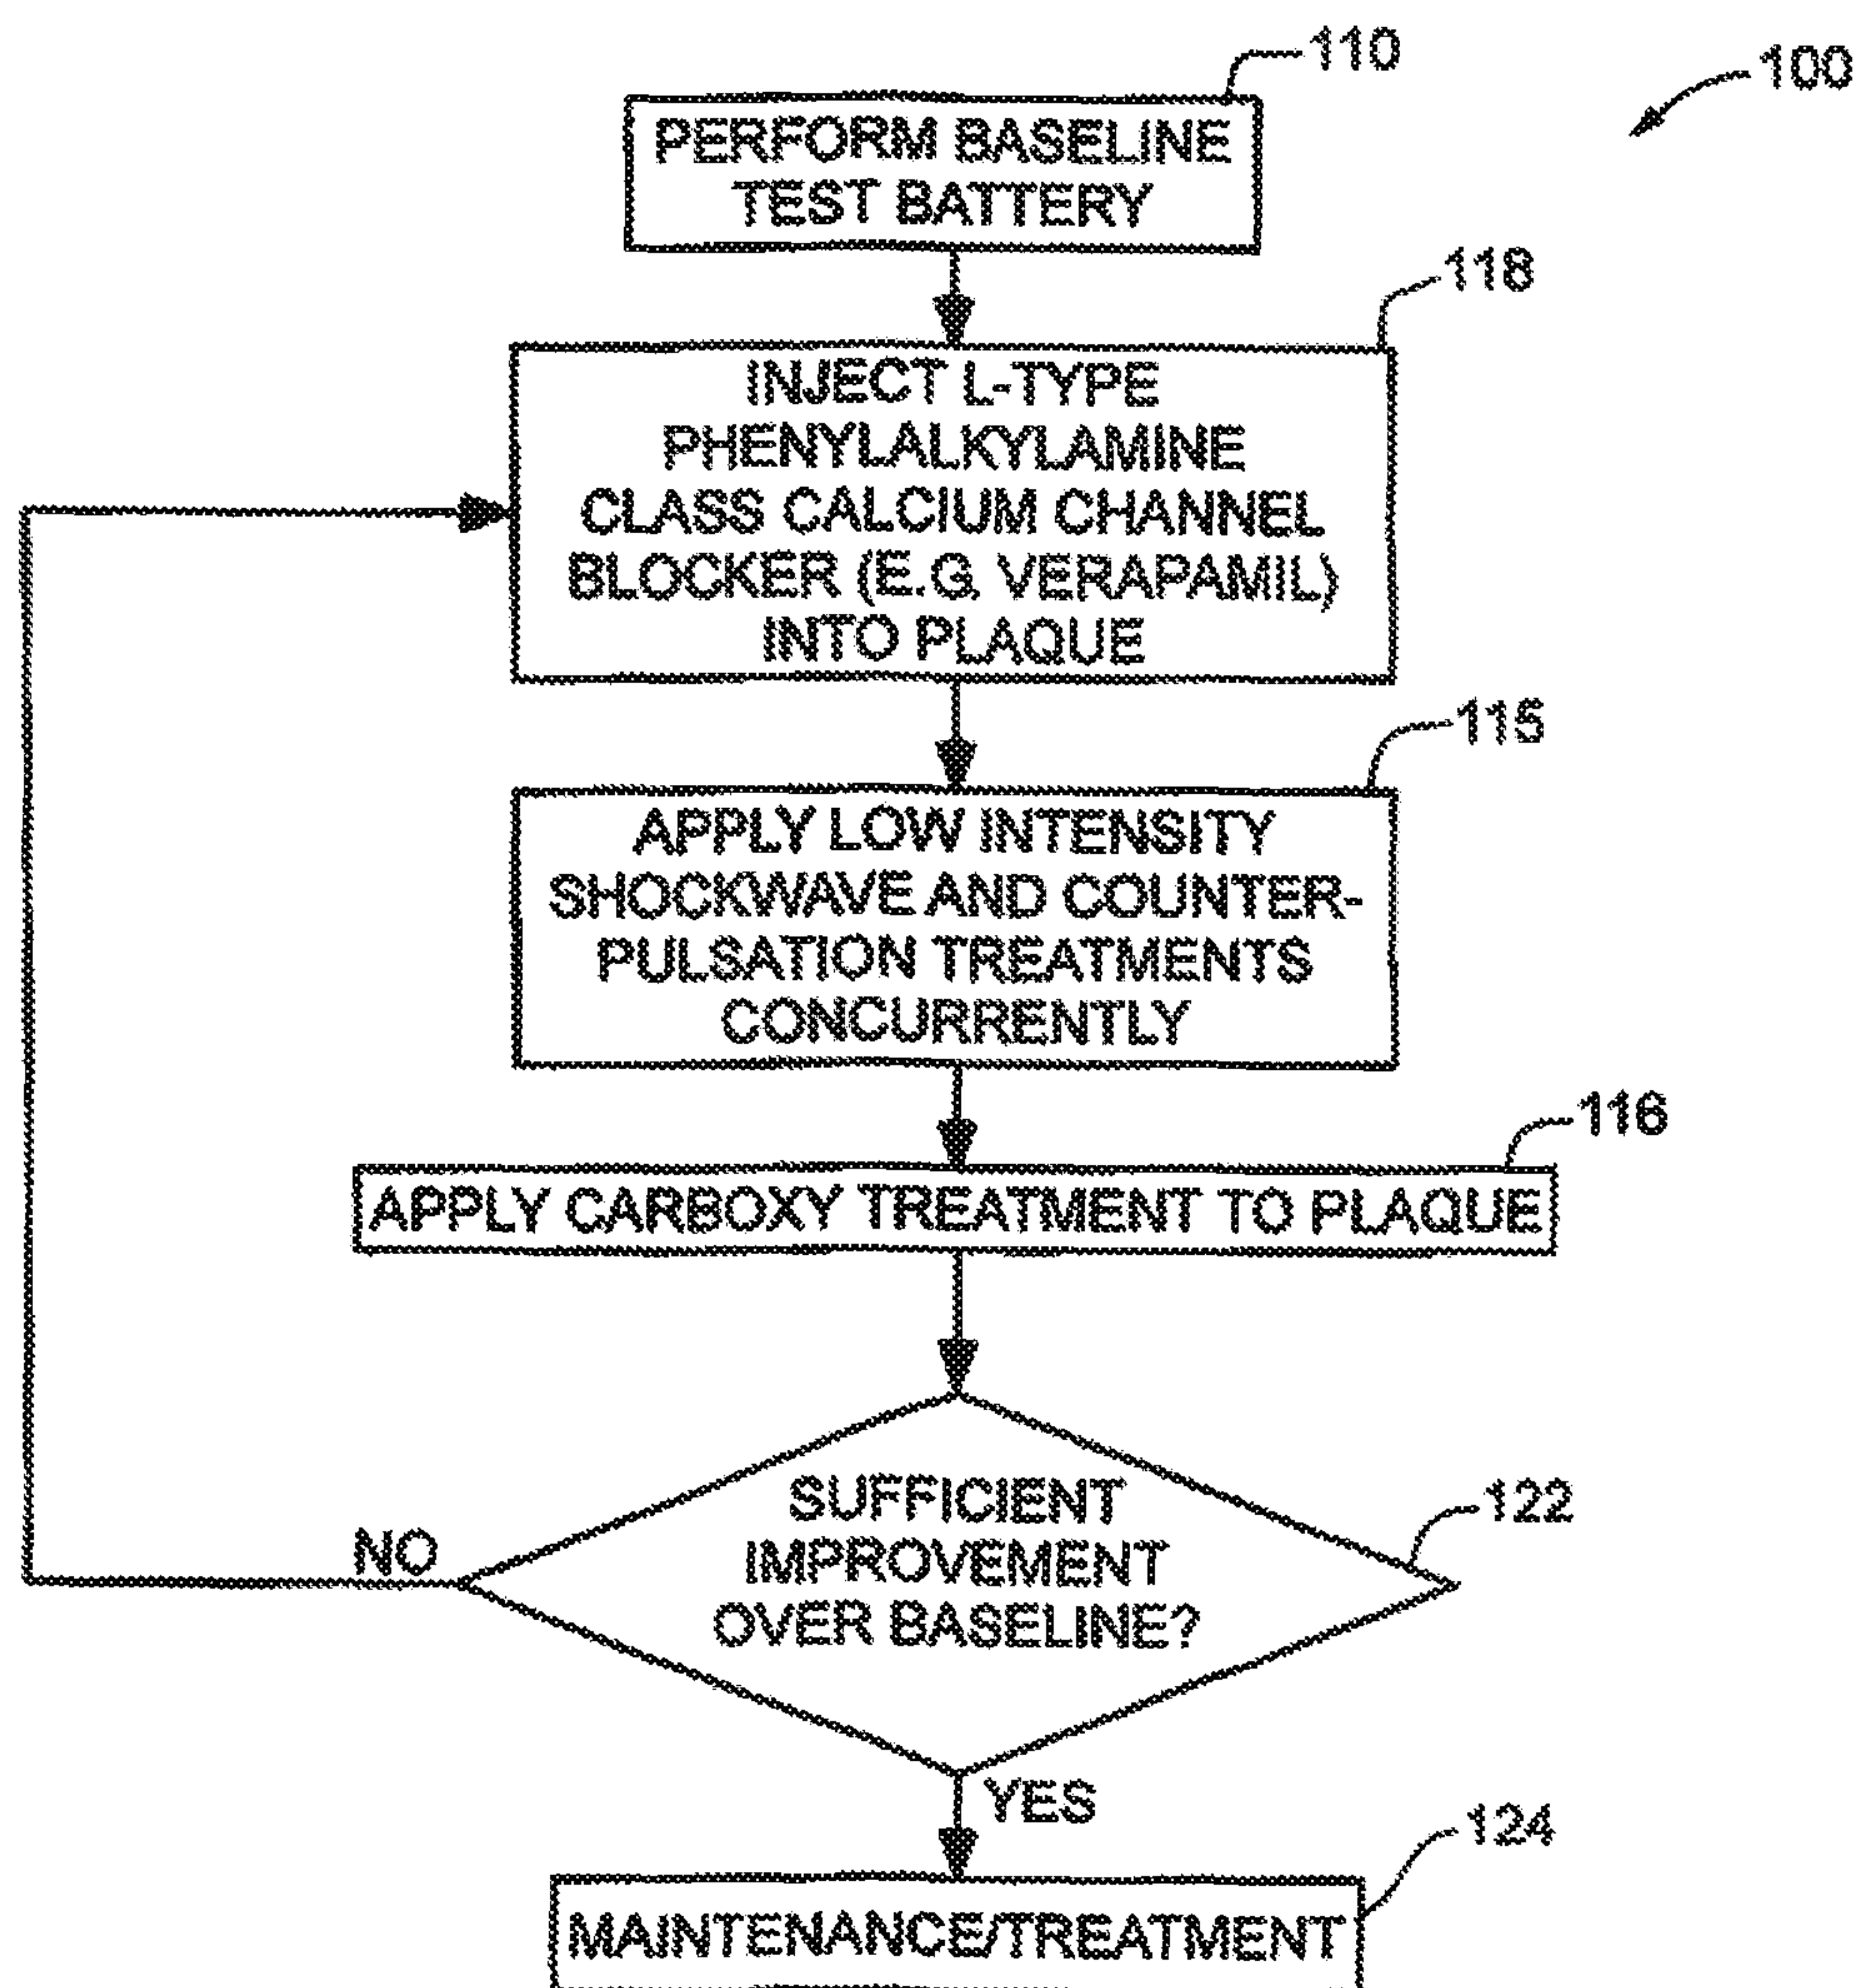 110
100
PERFORM BASELINE
TEST BATTERY
118
INJECT L-TYPE
PHENYLALKYLAMINE
CLASS CALCIUM CHANNEL
BLOCKER (E.G. VERAPAMIL)
INTO PLAQUE
115
APPLY LOW INTENSITY
SHOCKWAVE AND COUNTER-
PULSATION TREATMENTS
CONCURRENTLY
116
APPLY CARBOXY TREATMENT TO PLAQUE
122
SUFFICIENT
IMPROVEMENT
OVER BASELINE?
NO
YES
124
MAINTENANCE/TREATMENT